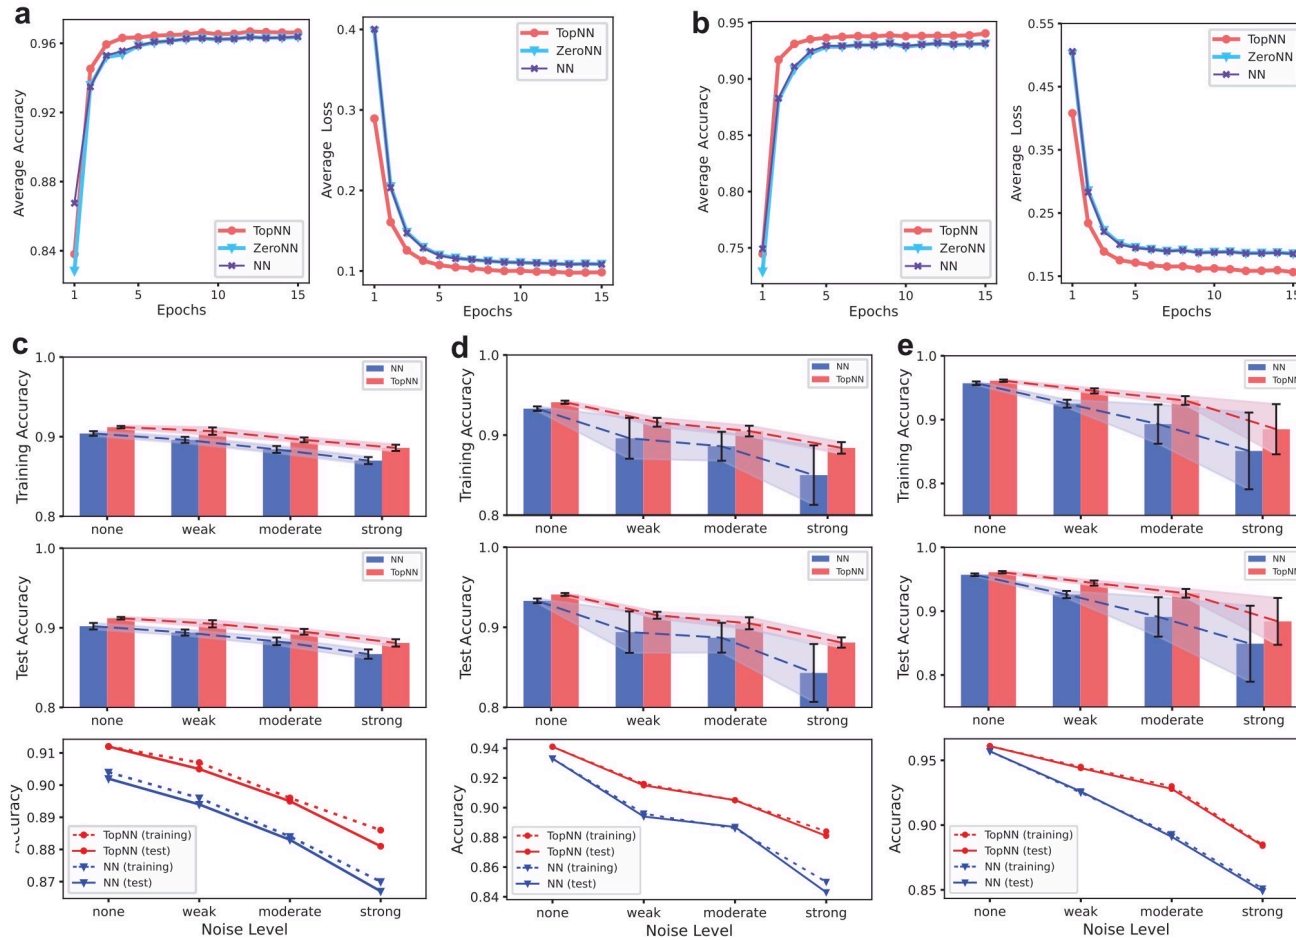 a
Average Accuracy
0.96
0.92
0.88
0.84
TopNN
ZeroNN
NN
1
5
10
15
Epochs
Average Loss
0.4
0.3
0.2
0.1
TopNN
ZeroNN
NN
1
5
10
15
Epochs
b
Average Accuracy
0.95
0.90
0.85
0.80
0.75
TopNN
ZeroNN
NN
1
5
10
15
Epochs
Average Loss
0.55
0.45
0.35
0.25
0.15
TopNN
ZeroNN
NN
1
5
10
15
Epochs
c
Training Accuracy
1.0
0.9
0.8
NN
TopNN
none weak moderate strong
Test Accuracy
1.0
0.9
0.8
NN
TopNN
none weak moderate strong
Accuracy
0.91
0.90
0.89
0.88
0.87
TopNN (training)
TopNN (test)
NN (training)
NN (test)
none weak moderate strong
Noise Level
d
Training Accuracy
1.0
0.9
0.8
NN
TopNN
none weak moderate strong
Test Accuracy
1.0
0.9
0.8
NN
TopNN
none weak moderate strong
Accuracy
0.94
0.92
0.90
0.88
0.86
0.84
TopNN (training)
TopNN (test)
NN (training)
NN (test)
none weak moderate strong
Noise Level
e
Training Accuracy
1.0
0.9
0.8
NN
TopNN
none weak moderate strong
Test Accuracy
1.0
0.9
0.8
NN
TopNN
none weak moderate strong
Accuracy
0.95
0.90
0.85
TopNN (training)
TopNN (test)
NN (training)
NN (test)
none weak moderate strong
Noise Level